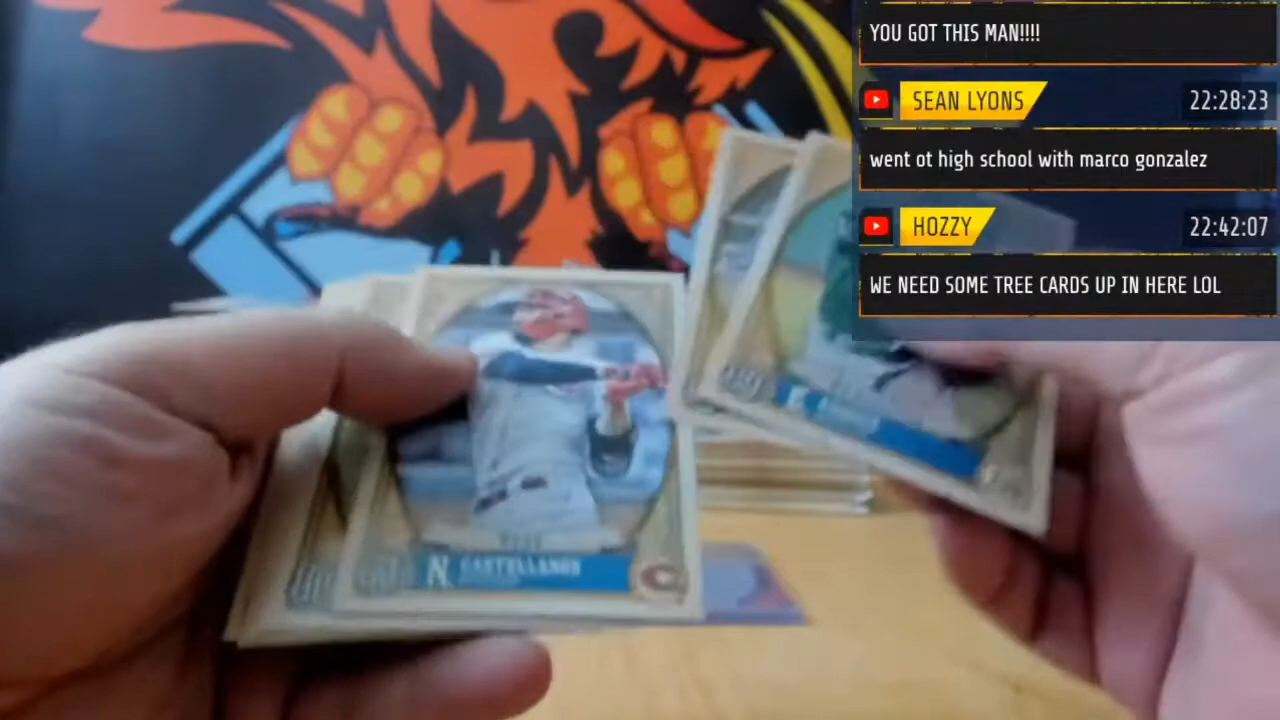 YOU GOT THIS MAN!!!!
SEAN LYONS
22:28:23
went ot high school with marco gonzalez
HOZZY
22:42:07
WE NEED SOME TREE CARDS UP IN HERE LOL
N. CASTELLANOS
C